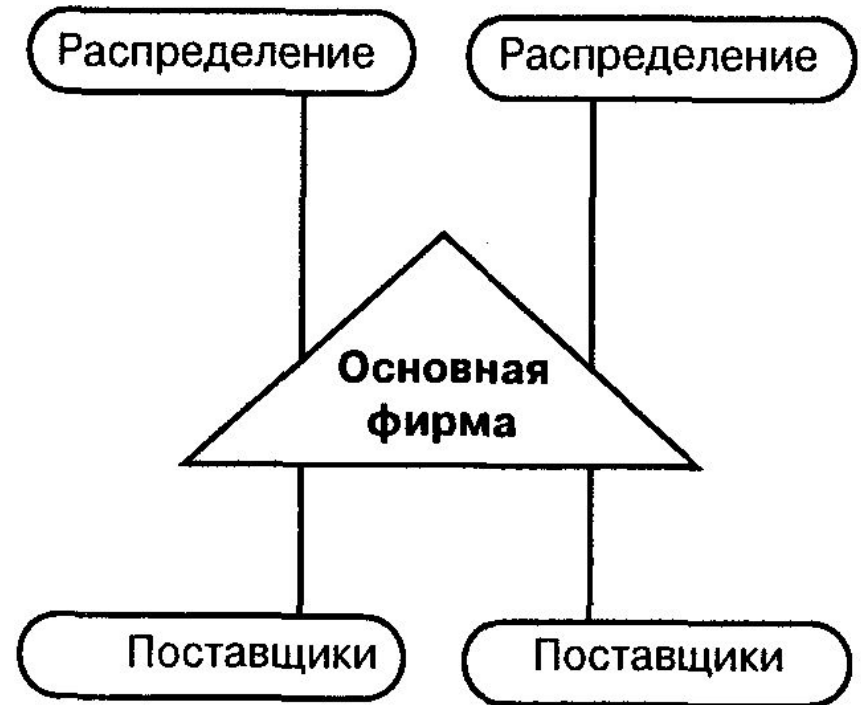 Распределение
Распределение
Основная
фирма
Поставщики
Поставщики